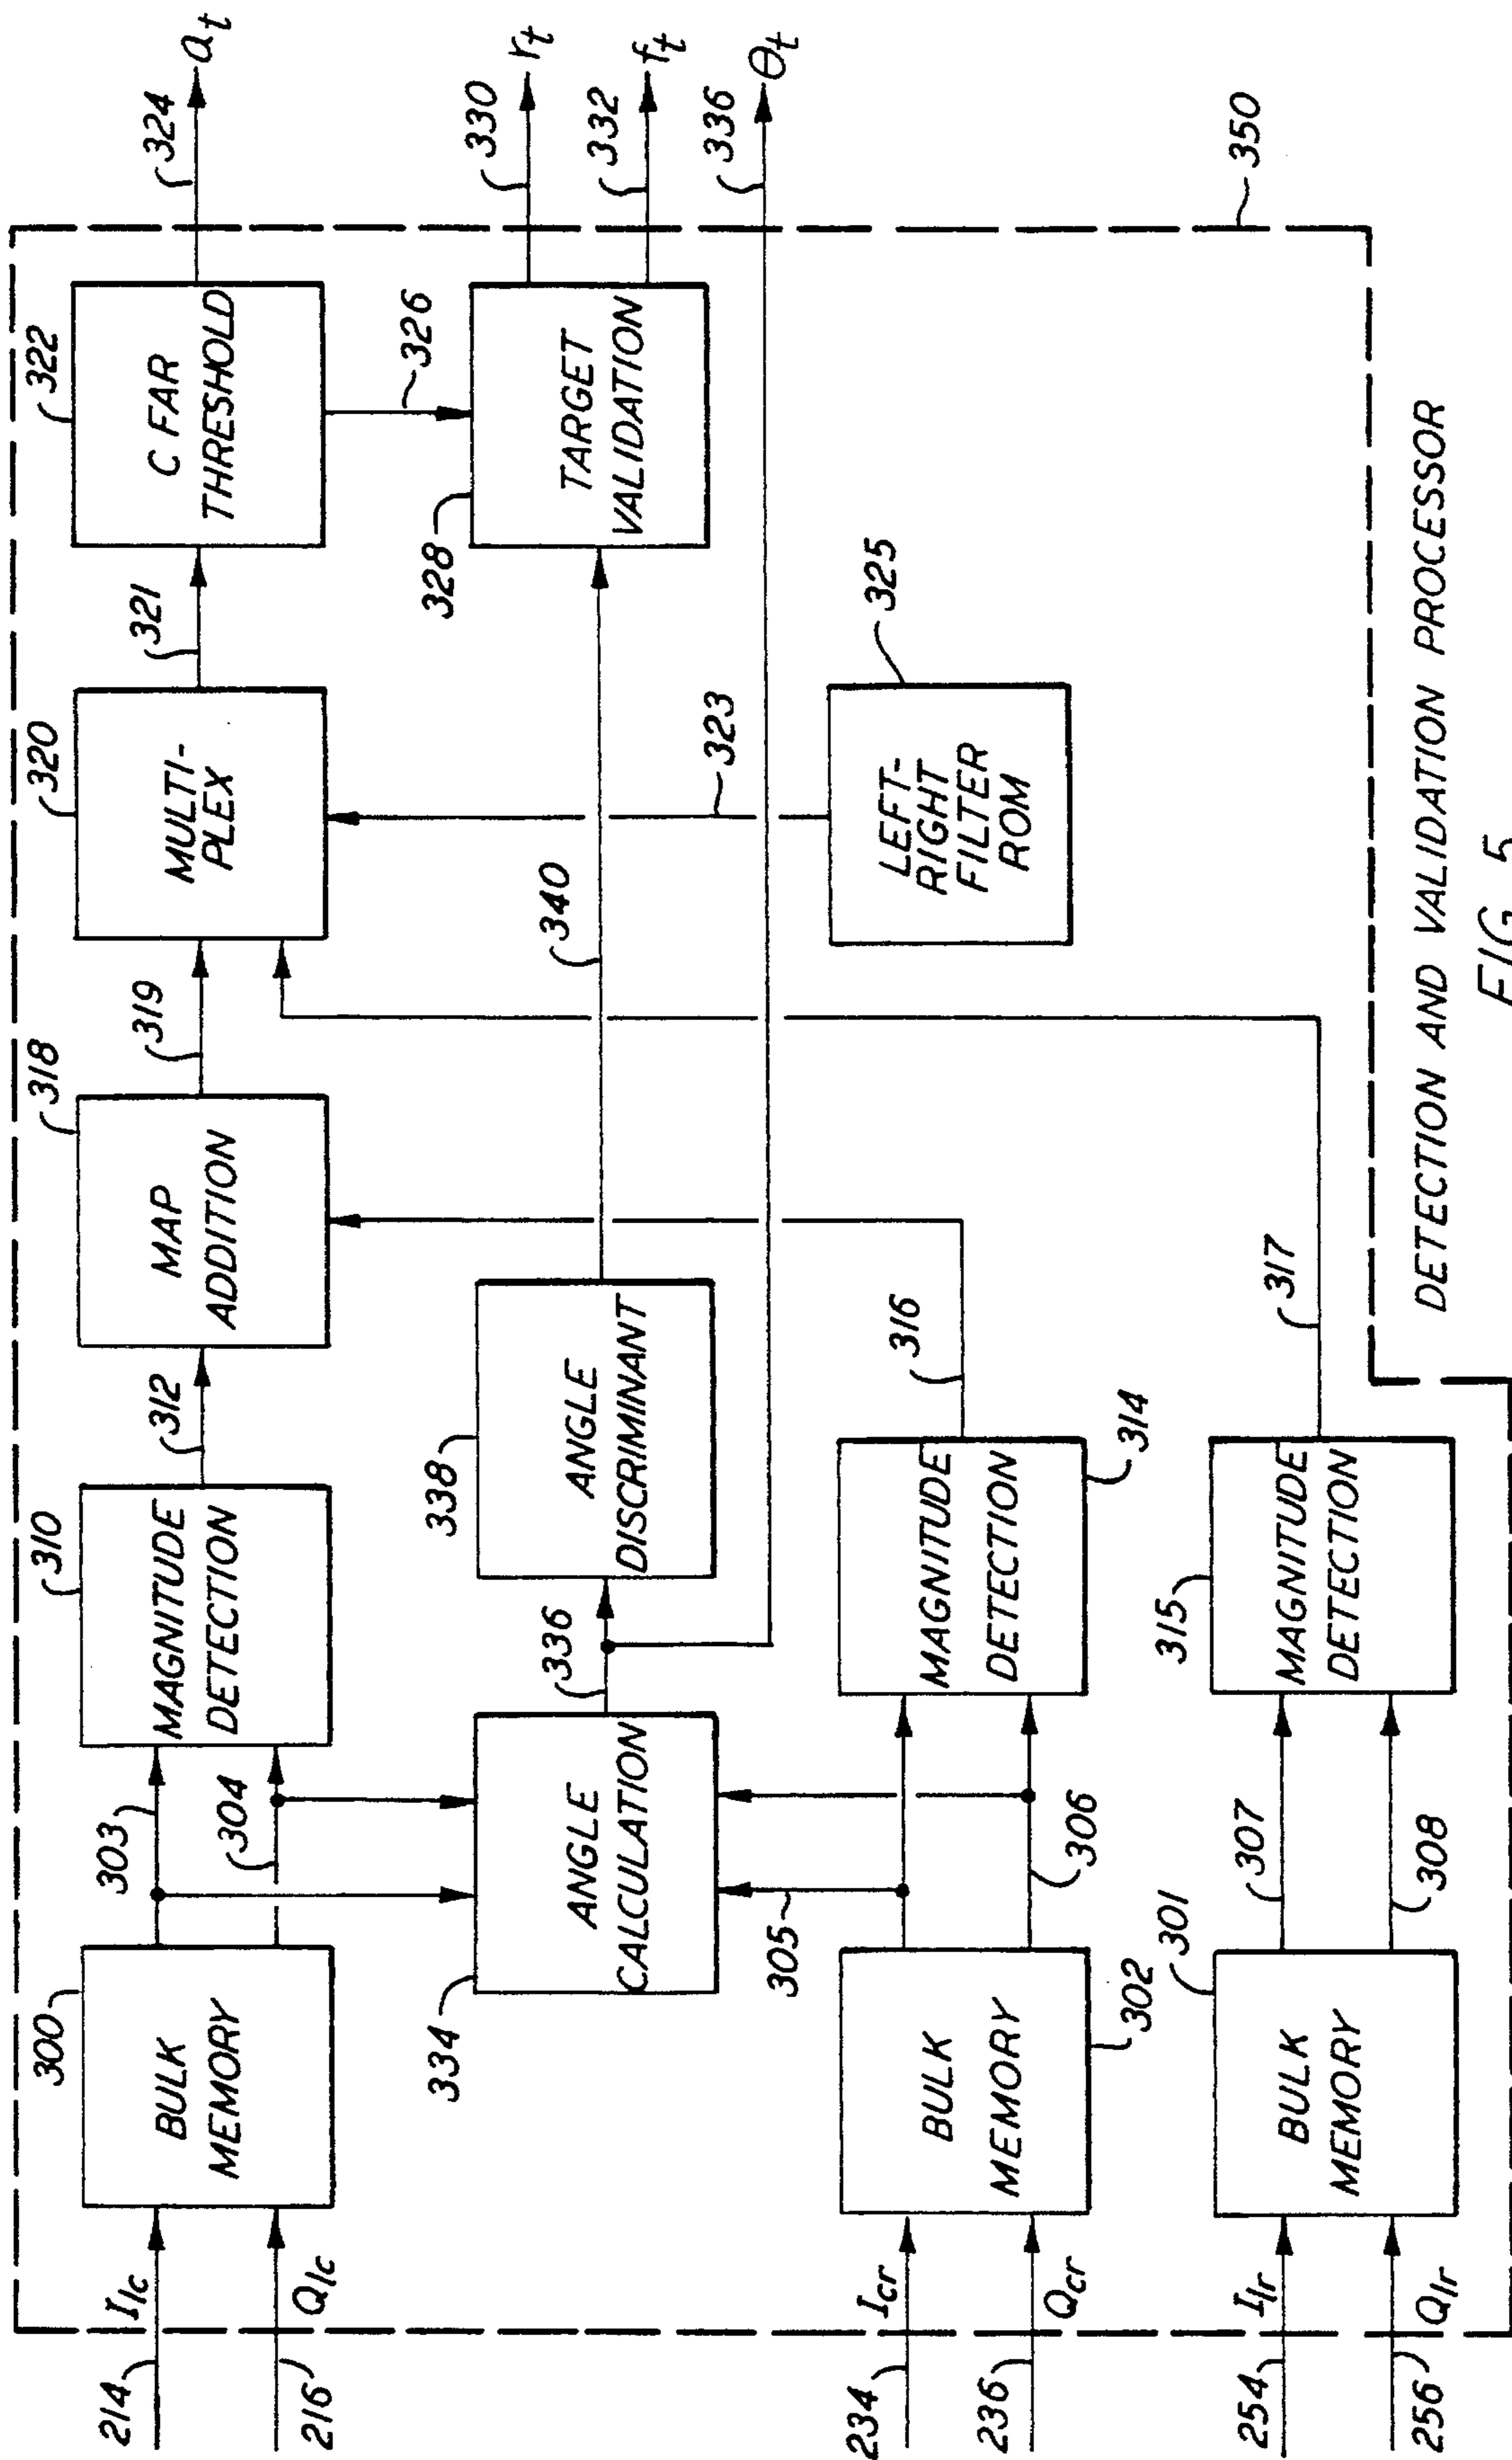 214
I1c
216
Q1c
300
BULK
MEMORY
303
304
310
MAGNITUDE
DETECTION
312
318
MAP
ADDITION
319
320
MULTI-
PLEX
321
322
C FAR
THRESHOLD
324
at
326
328
TARGET
VALIDATION
330
rt
332
ft
336
θt
334
ANGLE
CALCULATION
336
338
ANGLE
DISCRIMINANT
340
323
325
LEFT-
RIGHT
FILTER
ROM
234
Icr
236
Qcr
302
BULK
MEMORY
305
306
MAGNITUDE
DETECTION
314
316
254
I1r
256
Q1r
301
BULK
MEMORY
307
308
315
MAGNITUDE
DETECTION
317
350
DETECTION AND VALIDATION PROCESSOR
FIG. 5